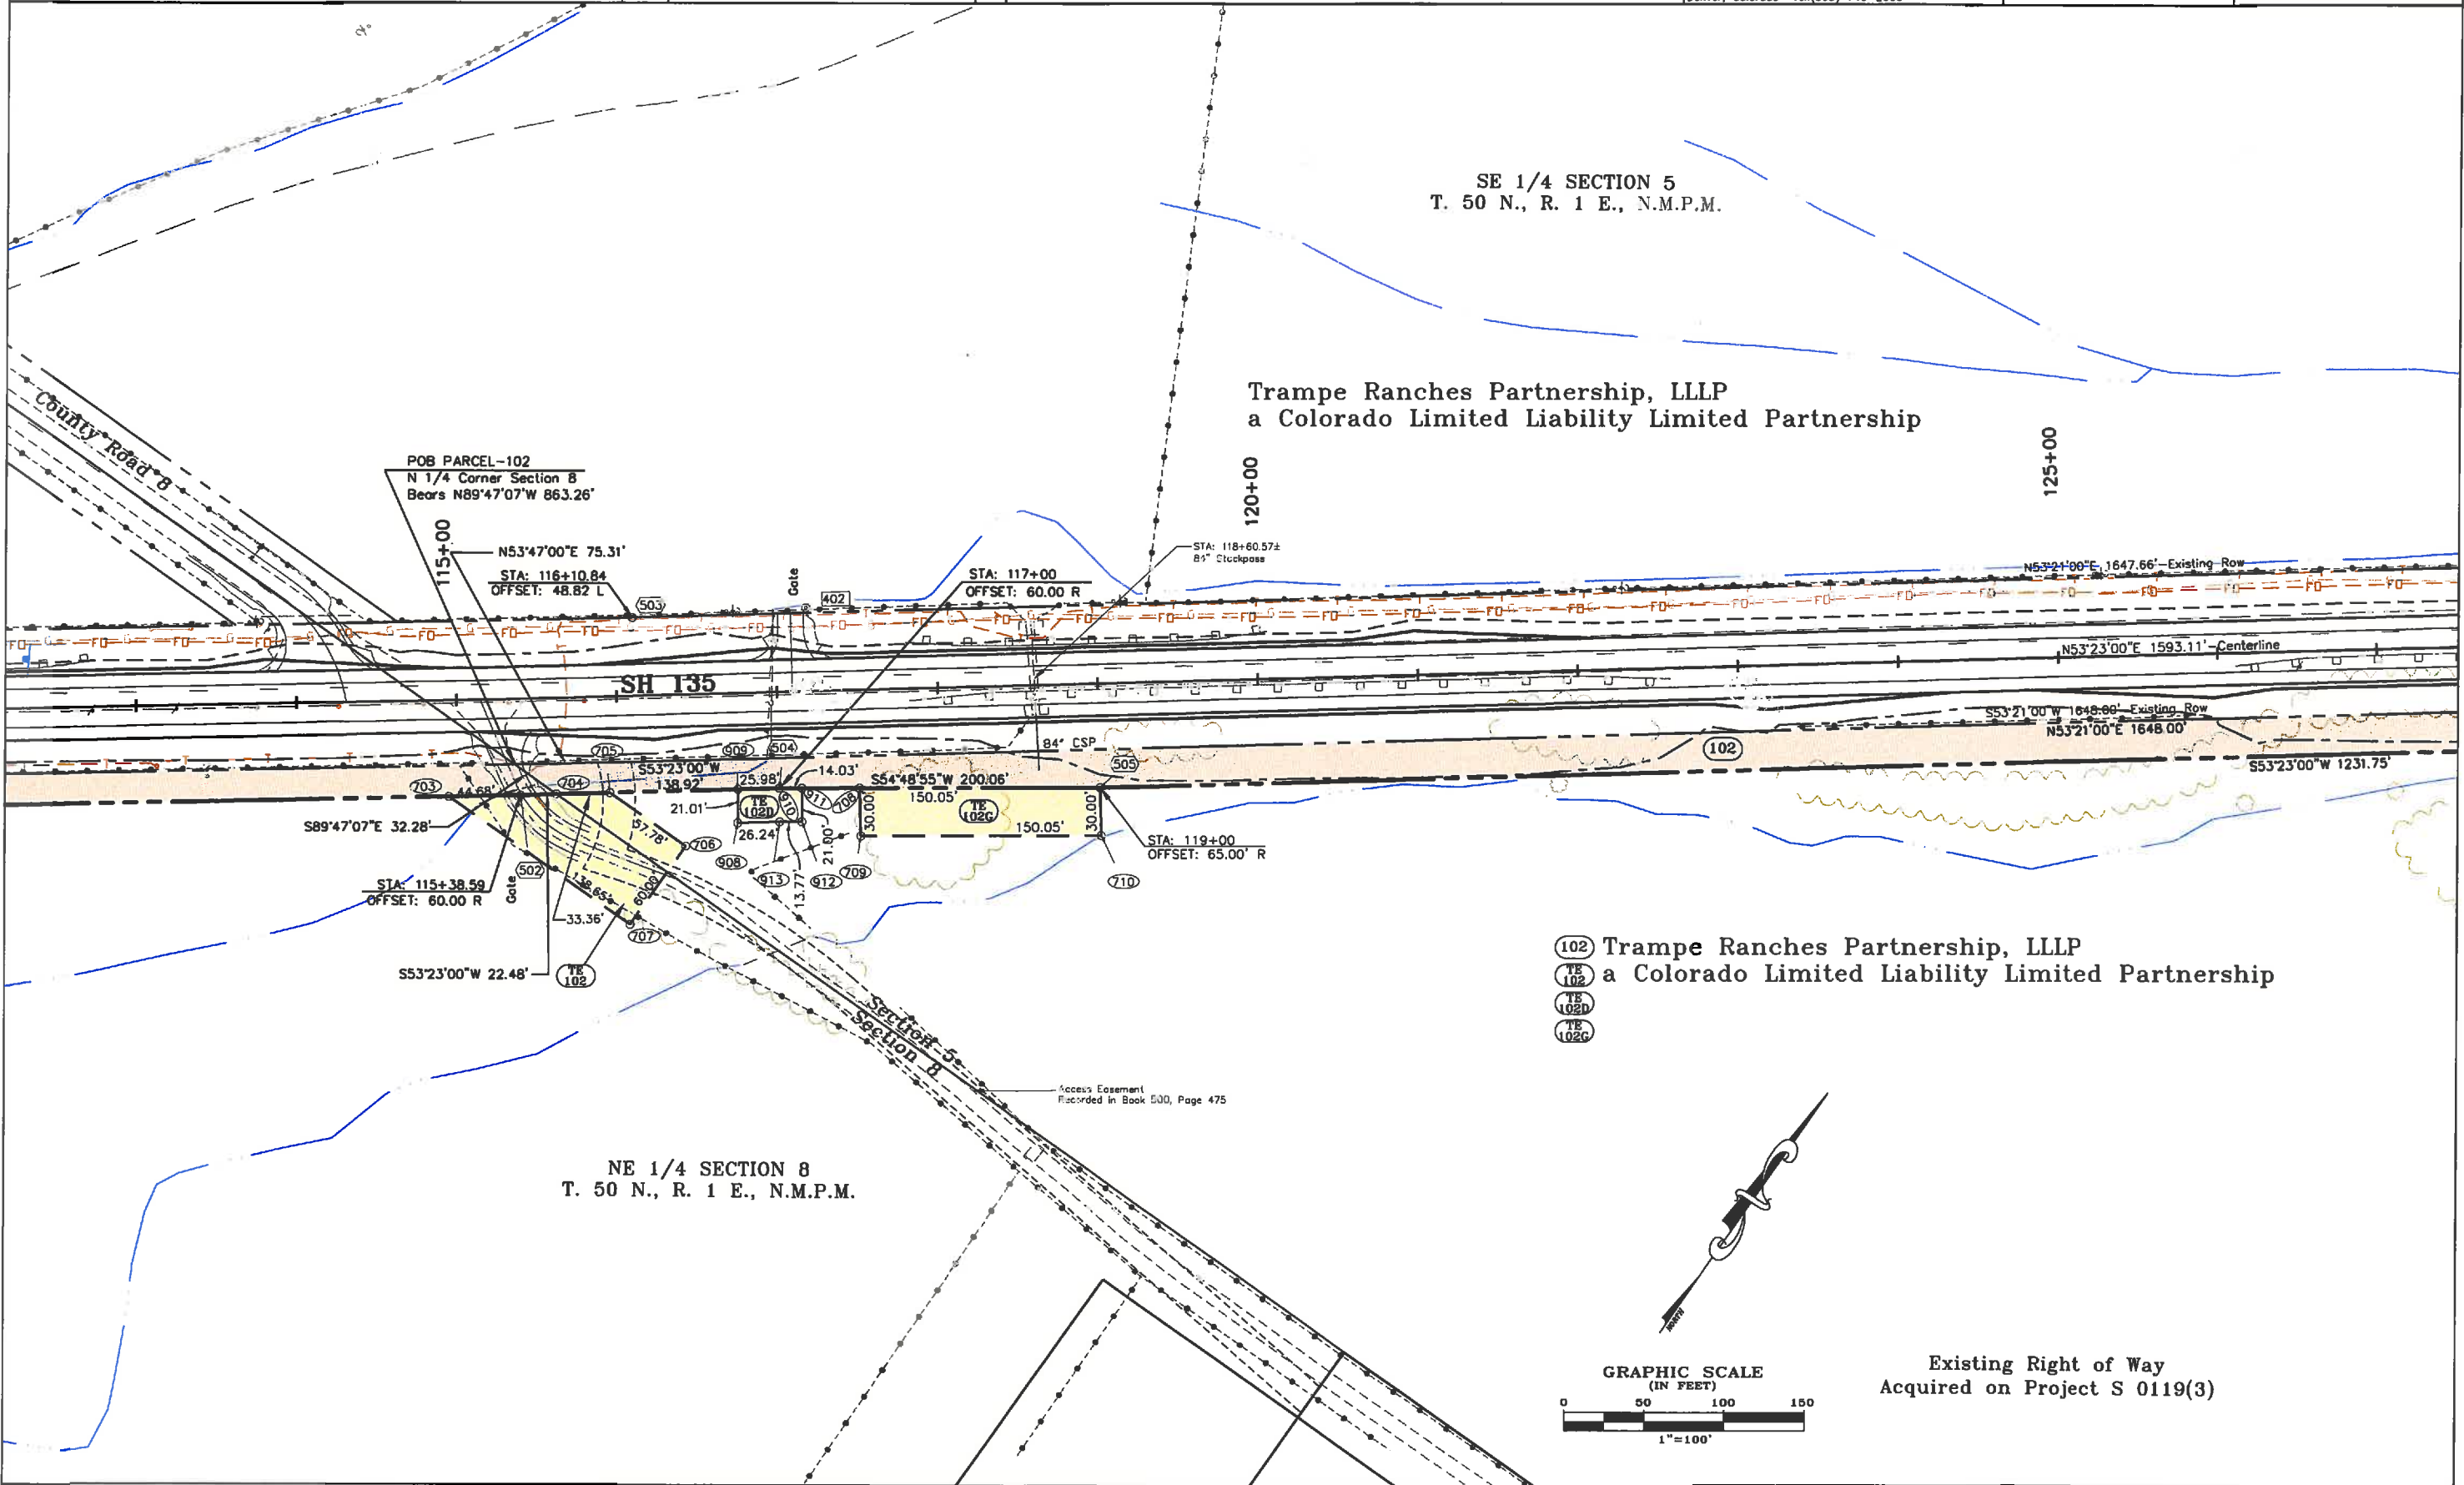 SE 1/4 SECTION 5
T. 50 N., R. 1 E., N.M.P.M.
Trampe Ranches Partnership, LLLP
a Colorado Limited Liability Limited Partnership
County Road 8
POB PARCEL-102
N 1/4 Corner Section 8
Bears N89°47'07"W 863.26'
115+00
120+00
125+00
N53°47'00"E 75.31'
STA: 116+10.84
OFFSET: 48.82 L
503
Gate
402
STA: 117+00
OFFSET: 60.00 R
STA: 118+60.57±
84" Stockpass
N53°21'00"E 1647.66'-Existing Row
FO G FO FO FO G FO G FO
N53°23'00"E 1593.11'-Centerline
SH 135
S53°21'00"W 1648.00'-Existing Row
N53°21'00"E 1648.00'
S53°23'00"W 1231.75'
84" CSP
102
505
703
44.68'
704
705
909
504
S53°23'00"W
138.92'
25.98'
14.03'
S54°48'55"W 200.06'
150.05'
TE
102G
150.05'
30.00'
30.00'
21.01'
TE
102D
910
911
708
26.24'
21.00'
S89°47'07"E 32.28'
57.78'
706
908
913
13.77'
912
709
710
STA: 119+00
OFFSET: 65.00' R
STA: 115+38.59
OFFSET: 60.00 R
Gate
502
138.65'
60.00'
33.36'
707
S53°23'00"W 22.48'
TE
102
102 Trampe Ranches Partnership, LLLP
TE 102 a Colorado Limited Liability Limited Partnership
TE 102D
TE 102G
Section 5
Section 8
Access Easement
Recorded in Book 500, Page 475
NE 1/4 SECTION 8
T. 50 N., R. 1 E., N.M.P.M.
NORTH
GRAPHIC SCALE
(IN FEET)
0 50 100 150
1"=100'
Existing Right of Way
Acquired on Project S 0119(3)